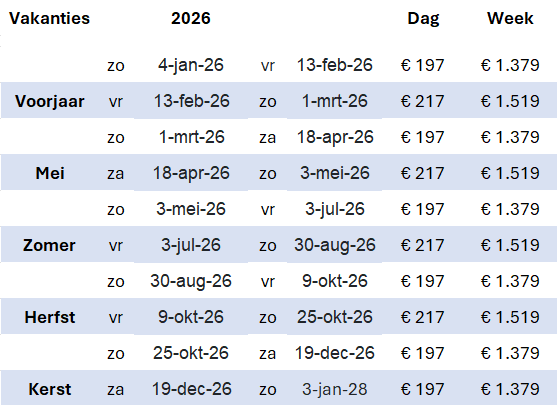 Vakanties 2026 Dag Week
zo 4-jan-26 vr 13-feb-26 € 197 € 1.379
Voorjaar vr 13-feb-26 zo 1-mrt-26 € 217 € 1.519
zo 1-mrt-26 za 18-apr-26 € 197 € 1.379
Mei za 18-apr-26 zo 3-mei-26 € 217 € 1.519
zo 3-mei-26 vr 3-jul-26 € 197 € 1.379
Zomer vr 3-jul-26 zo 30-aug-26 € 217 € 1.519
zo 30-aug-26 vr 9-okt-26 € 197 € 1.379
Herfst vr 9-okt-26 zo 25-okt-26 € 217 € 1.519
zo 25-okt-26 za 19-dec-26 € 197 € 1.379
Kerst za 19-dec-26 zo 3-jan-28 € 197 € 1.379